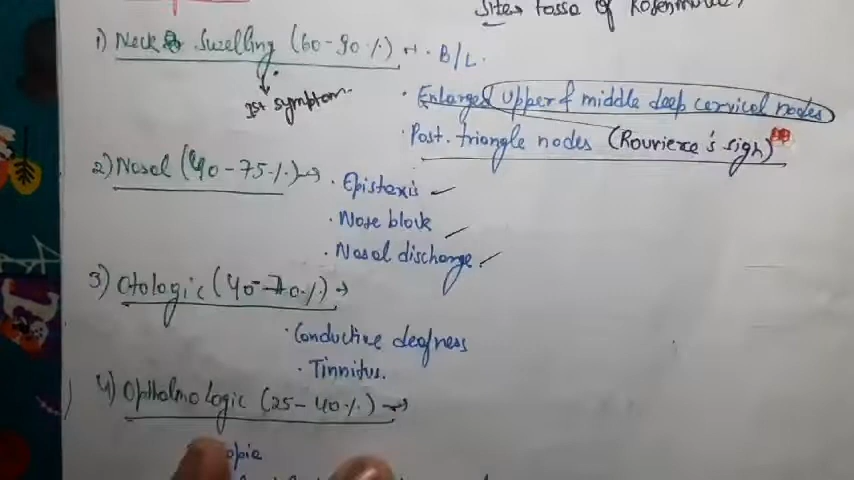 Site→ fossa of Rosenmuller
1) Neck Swelling (60-90%) → · B/L.
Ist symptom.
· Enlarged upper & middle deep cervical nodes
· Post. triangle nodes (Rouviere's sign)
2) Nasal (40-75%) → · Epistaxis ✓
· Nose block
· Nasal discharge ✓
3) Otologic (40-70%) →
· Conductive deafness
· Tinnitus.
4) Opthalmologic (25-40%) →